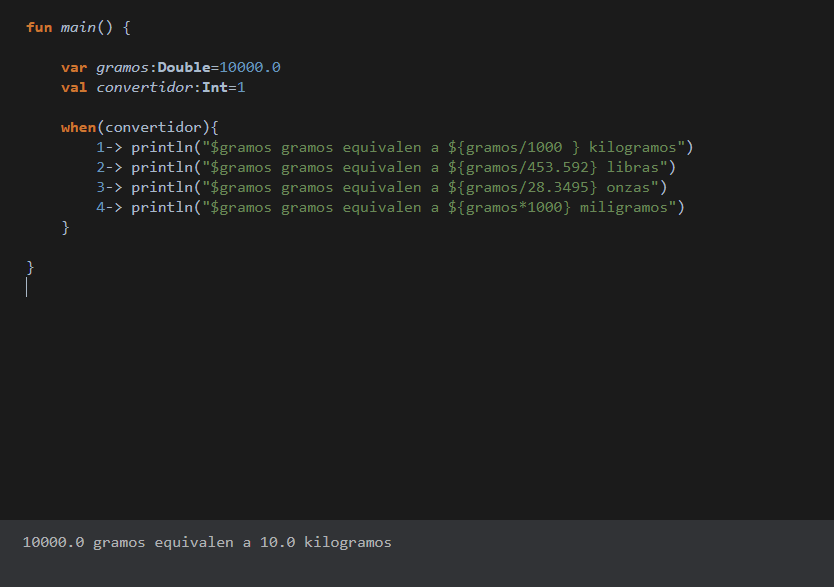 fun main() {
var gramos:Double=10000.0
val convertidor:Int=1
when(convertidor){
1-> println("$gramos gramos equivalen a ${gramos/1000 } kilogramos")
2-> println("$gramos gramos equivalen a ${gramos/453.592} libras")
3-> println("$gramos gramos equivalen a ${gramos/28.3495} onzas")
4-> println("$gramos gramos equivalen a ${gramos*1000} miligramos")
}
}
10000.0 gramos equivalen a 10.0 kilogramos